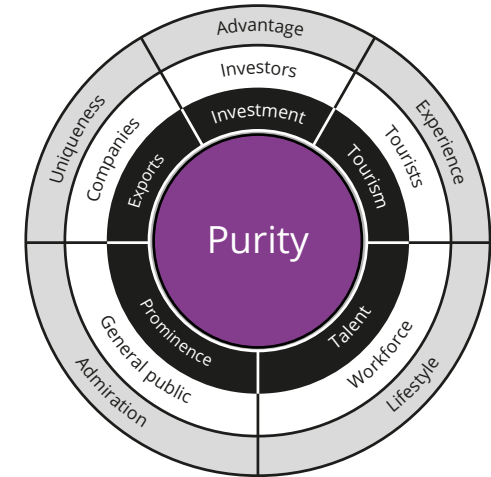 Advantage
Investors
Investment
Uniqueness
Companies
Exports
Experience
Tourists
Tourism
Purity
Prominence
General public
Admiration
Talent
Workforce
Lifestyle